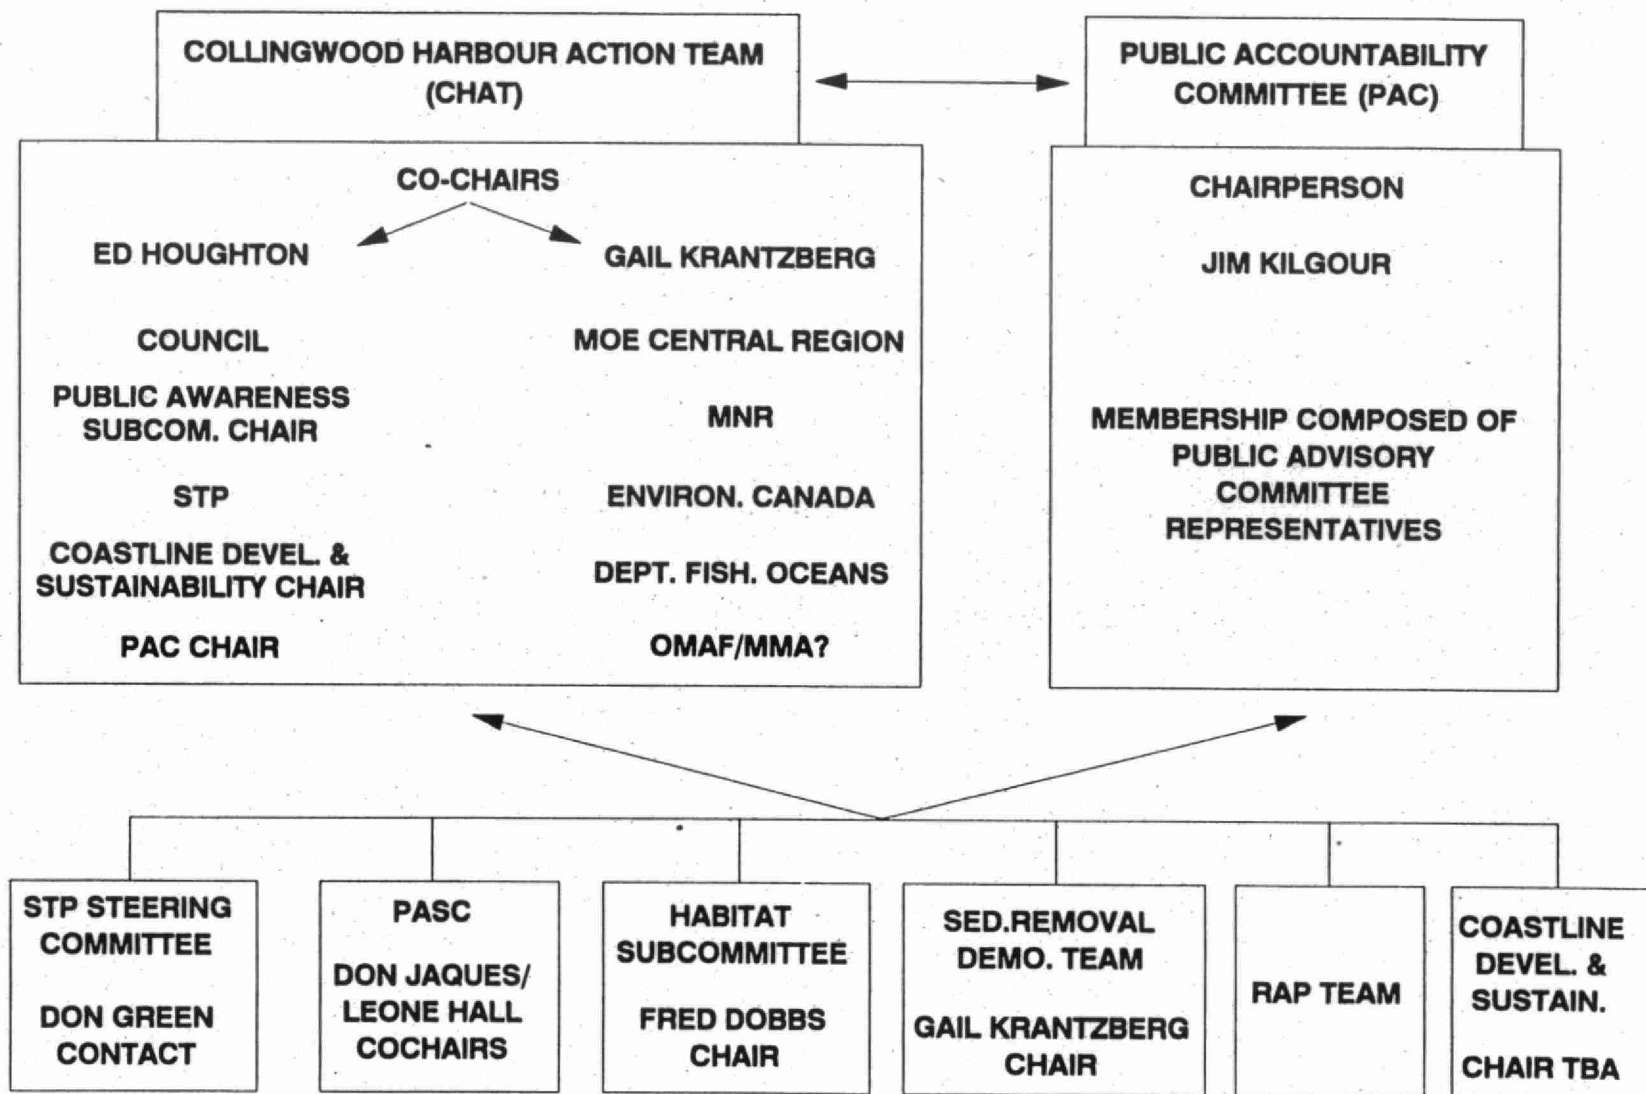 COLLINGWOOD HARBOUR ACTION TEAM
(CHAT)
PUBLIC ACCOUNTABILITY
COMMITTEE (PAC)
CO-CHAIRS
ED HOUGHTON
GAIL KRANTZBERG
COUNCIL
MOE CENTRAL REGION
PUBLIC AWARENESS
SUBCOM. CHAIR
MNR
STP
ENVIRON. CANADA
COASTLINE DEVEL. &
SUSTAINABILITY CHAIR
DEPT. FISH. OCEANS
PAC CHAIR
OMAF/MMA?
CHAIRPERSON
JIM KILGOUR
MEMBERSHIP COMPOSED OF
PUBLIC ADVISORY
COMMITTEE
REPRESENTATIVES
STP STEERING
COMMITTEE
DON GREEN
CONTACT
PASC
DON JAQUES/
LEONE HALL
COCHAIRS
HABITAT
SUBCOMMITTEE
FRED DOBBS
CHAIR
SED.REMOVAL
DEMO. TEAM
GAIL KRANTZBERG
CHAIR
RAP TEAM
COASTLINE
DEVEL. &
SUSTAIN.
CHAIR TBA